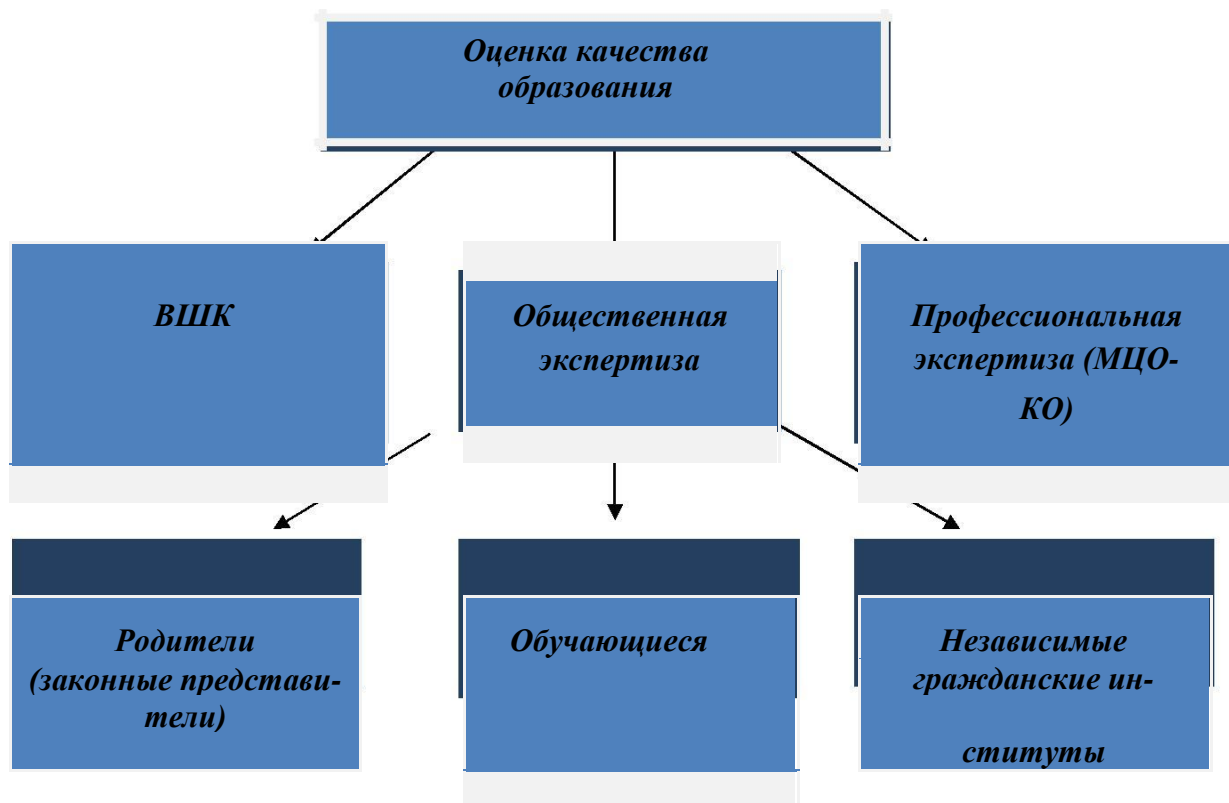 Оценка качества
образования
ВШК
Общественная
экспертиза
Профессиональная
экспертиза (МЦО-
КО)
Родители
(законные представи-
тели)
Обучающиеся
Независимые
гражданские ин-
ституты